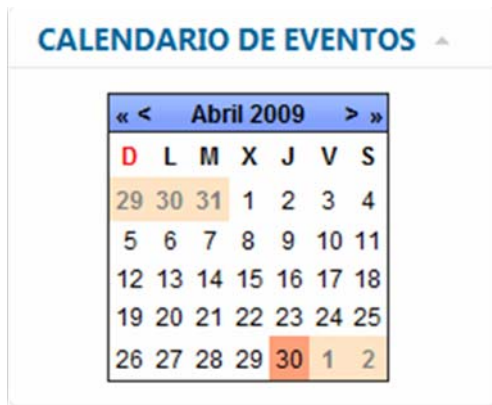 CALENDARIO DE EVENTOS
« < Abril 2009 > »
D L M X J V S
29 30 31 1 2 3 4
5 6 7 8 9 10 11
12 13 14 15 16 17 18
19 20 21 22 23 24 25
26 27 28 29 30 1 2